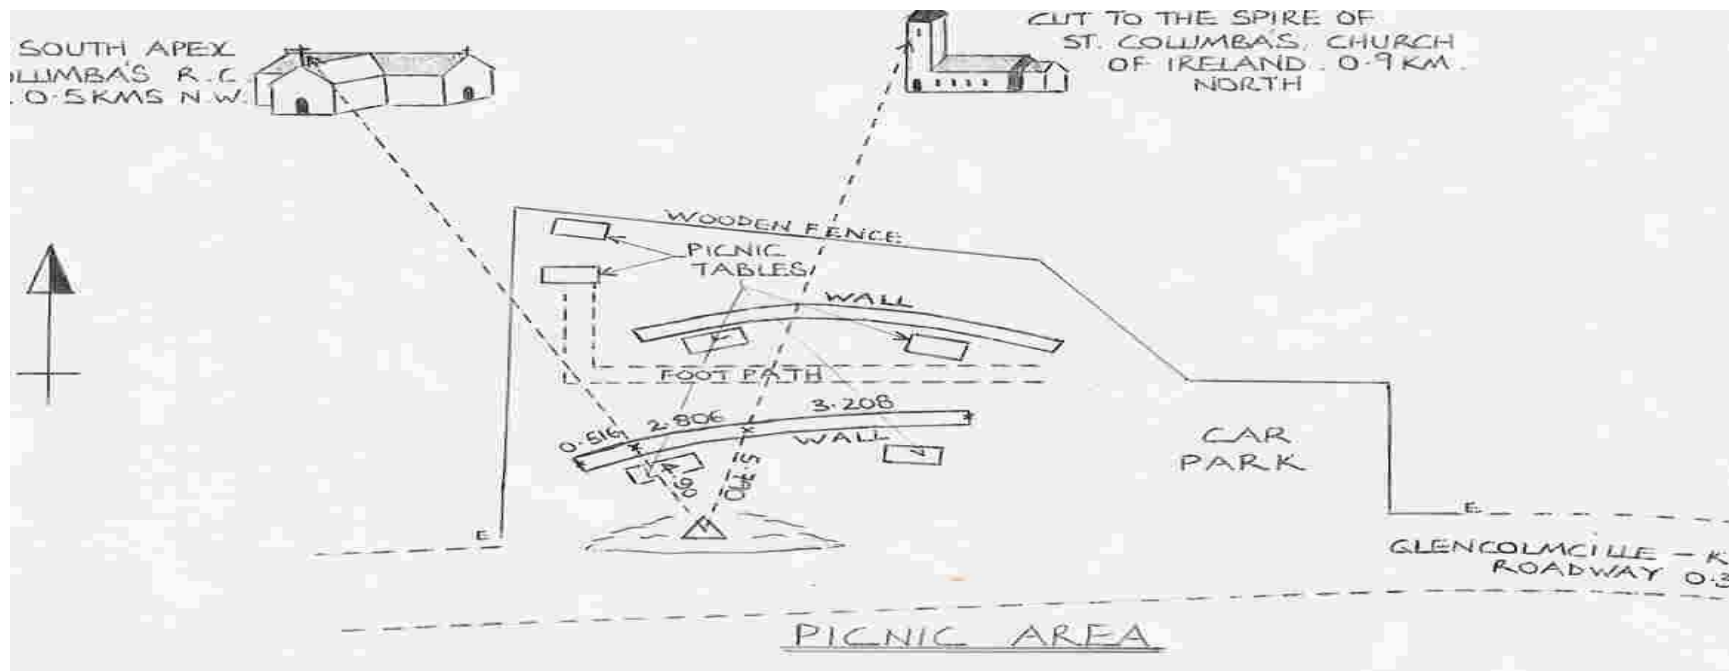 SOUTH APEX
OLUMBA'S R.C.
0.5KMS N.W.
CUT TO THE SPIRE OF
ST. COLUMBA'S, CHURCH
OF IRELAND. 0.9KM.
NORTH
WOODEN FENCE
PICNIC
TABLES
WALL
FOOT PATH
0.516
2.806
3.208
WALL
4.90
CAR
PARK
E
E
GLENCOLMCILLE - K
ROADWAY 0.3
PICNIC AREA